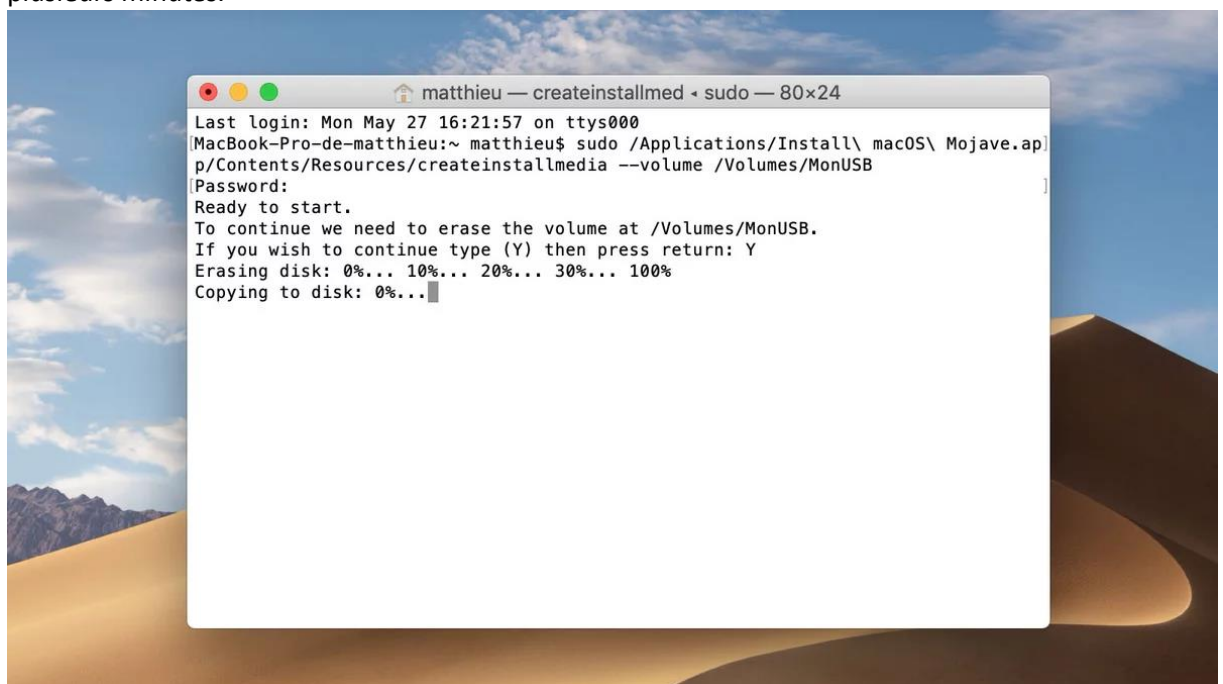 plusieurs minutes.
matthieu — createinstallmed ◂ sudo — 80×24
Last login: Mon May 27 16:21:57 on ttys000
[MacBook-Pro-de-matthieu:~ matthieu$ sudo /Applications/Install\ macOS\ Mojave.ap]
p/Contents/Resources/createinstallmedia --volume /Volumes/MonUSB
[Password: ]
Ready to start.
To continue we need to erase the volume at /Volumes/MonUSB.
If you wish to continue type (Y) then press return: Y
Erasing disk: 0%... 10%... 20%... 30%... 100%
Copying to disk: 0%...